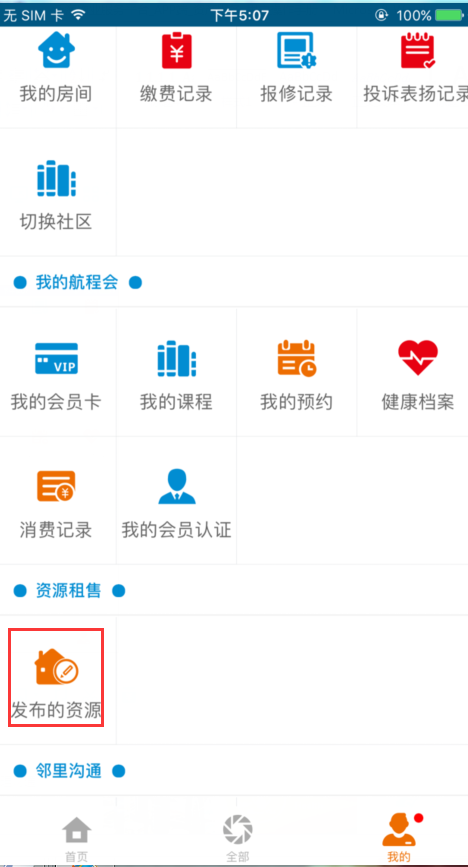 无 SIM 卡 下午5:07 100%
我的房间 缴费记录 报修记录 投诉表扬记录
切换社区
我的航程会
VIP
我的会员卡 我的课程 我的预约 健康档案
消费记录 我的会员认证
资源租售
发布的资源
邻里沟通
首页 全部 我的